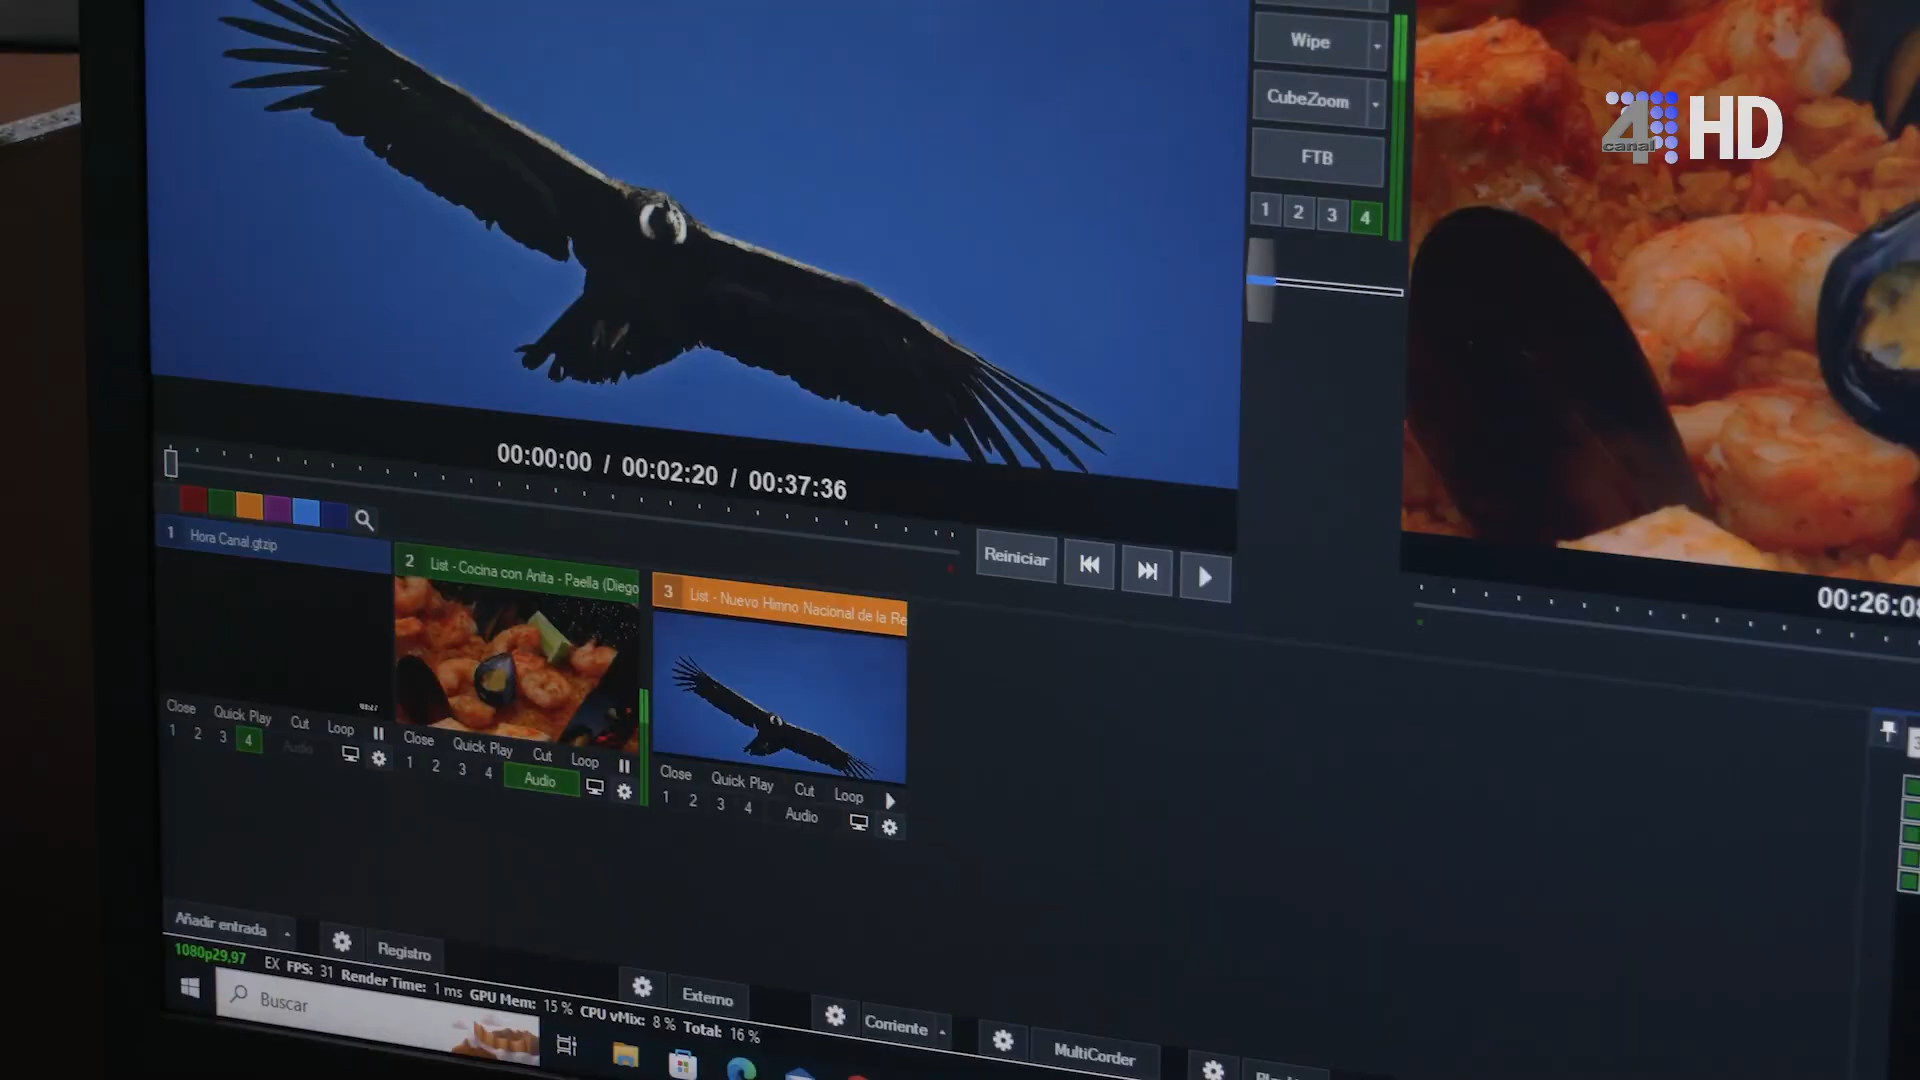 Wipe
CubeZoom
FTB
1 2 3 4
4 HD
canal
00:00:00 / 00:02:20 / 00:37:36
Reiniciar
00:26:08
1 Hora Canal.gtzip
2 List - Cocina con Anita - Paella (Diego
3 List - Nuevo Himno Nacional de la Re
Close Quick Play Cut Loop
1 2 3 4 Audio
Close Quick Play Cut Loop
1 2 3 4 Audio
Close Quick Play Cut Loop
1 2 3 4 Audio
Añadir entrada
Registro
Externo
Corriente
MultiCorder
1080p29,97 EX FPS: 31 Render Time: 1 ms GPU Mem: 15 % CPU vMix: 8 % Total: 16 %
Buscar